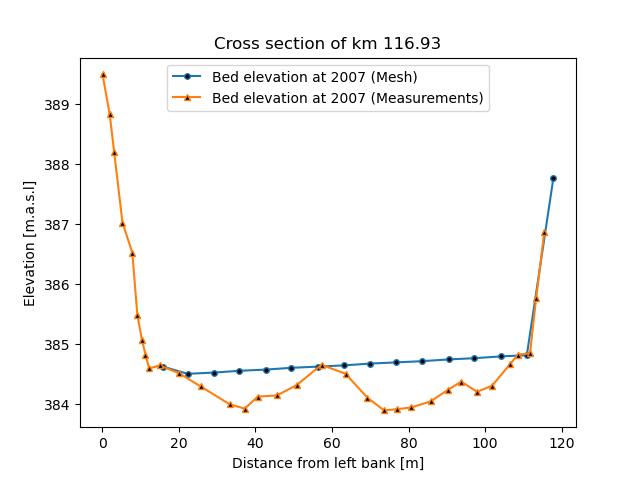 Cross section of km 116.93
Bed elevation at 2007 (Mesh)
Bed elevation at 2007 (Measurements)
Elevation [m.a.s.l]
389
388
387
386
385
384
0 20 40 60 80 100 120
Distance from left bank [m]